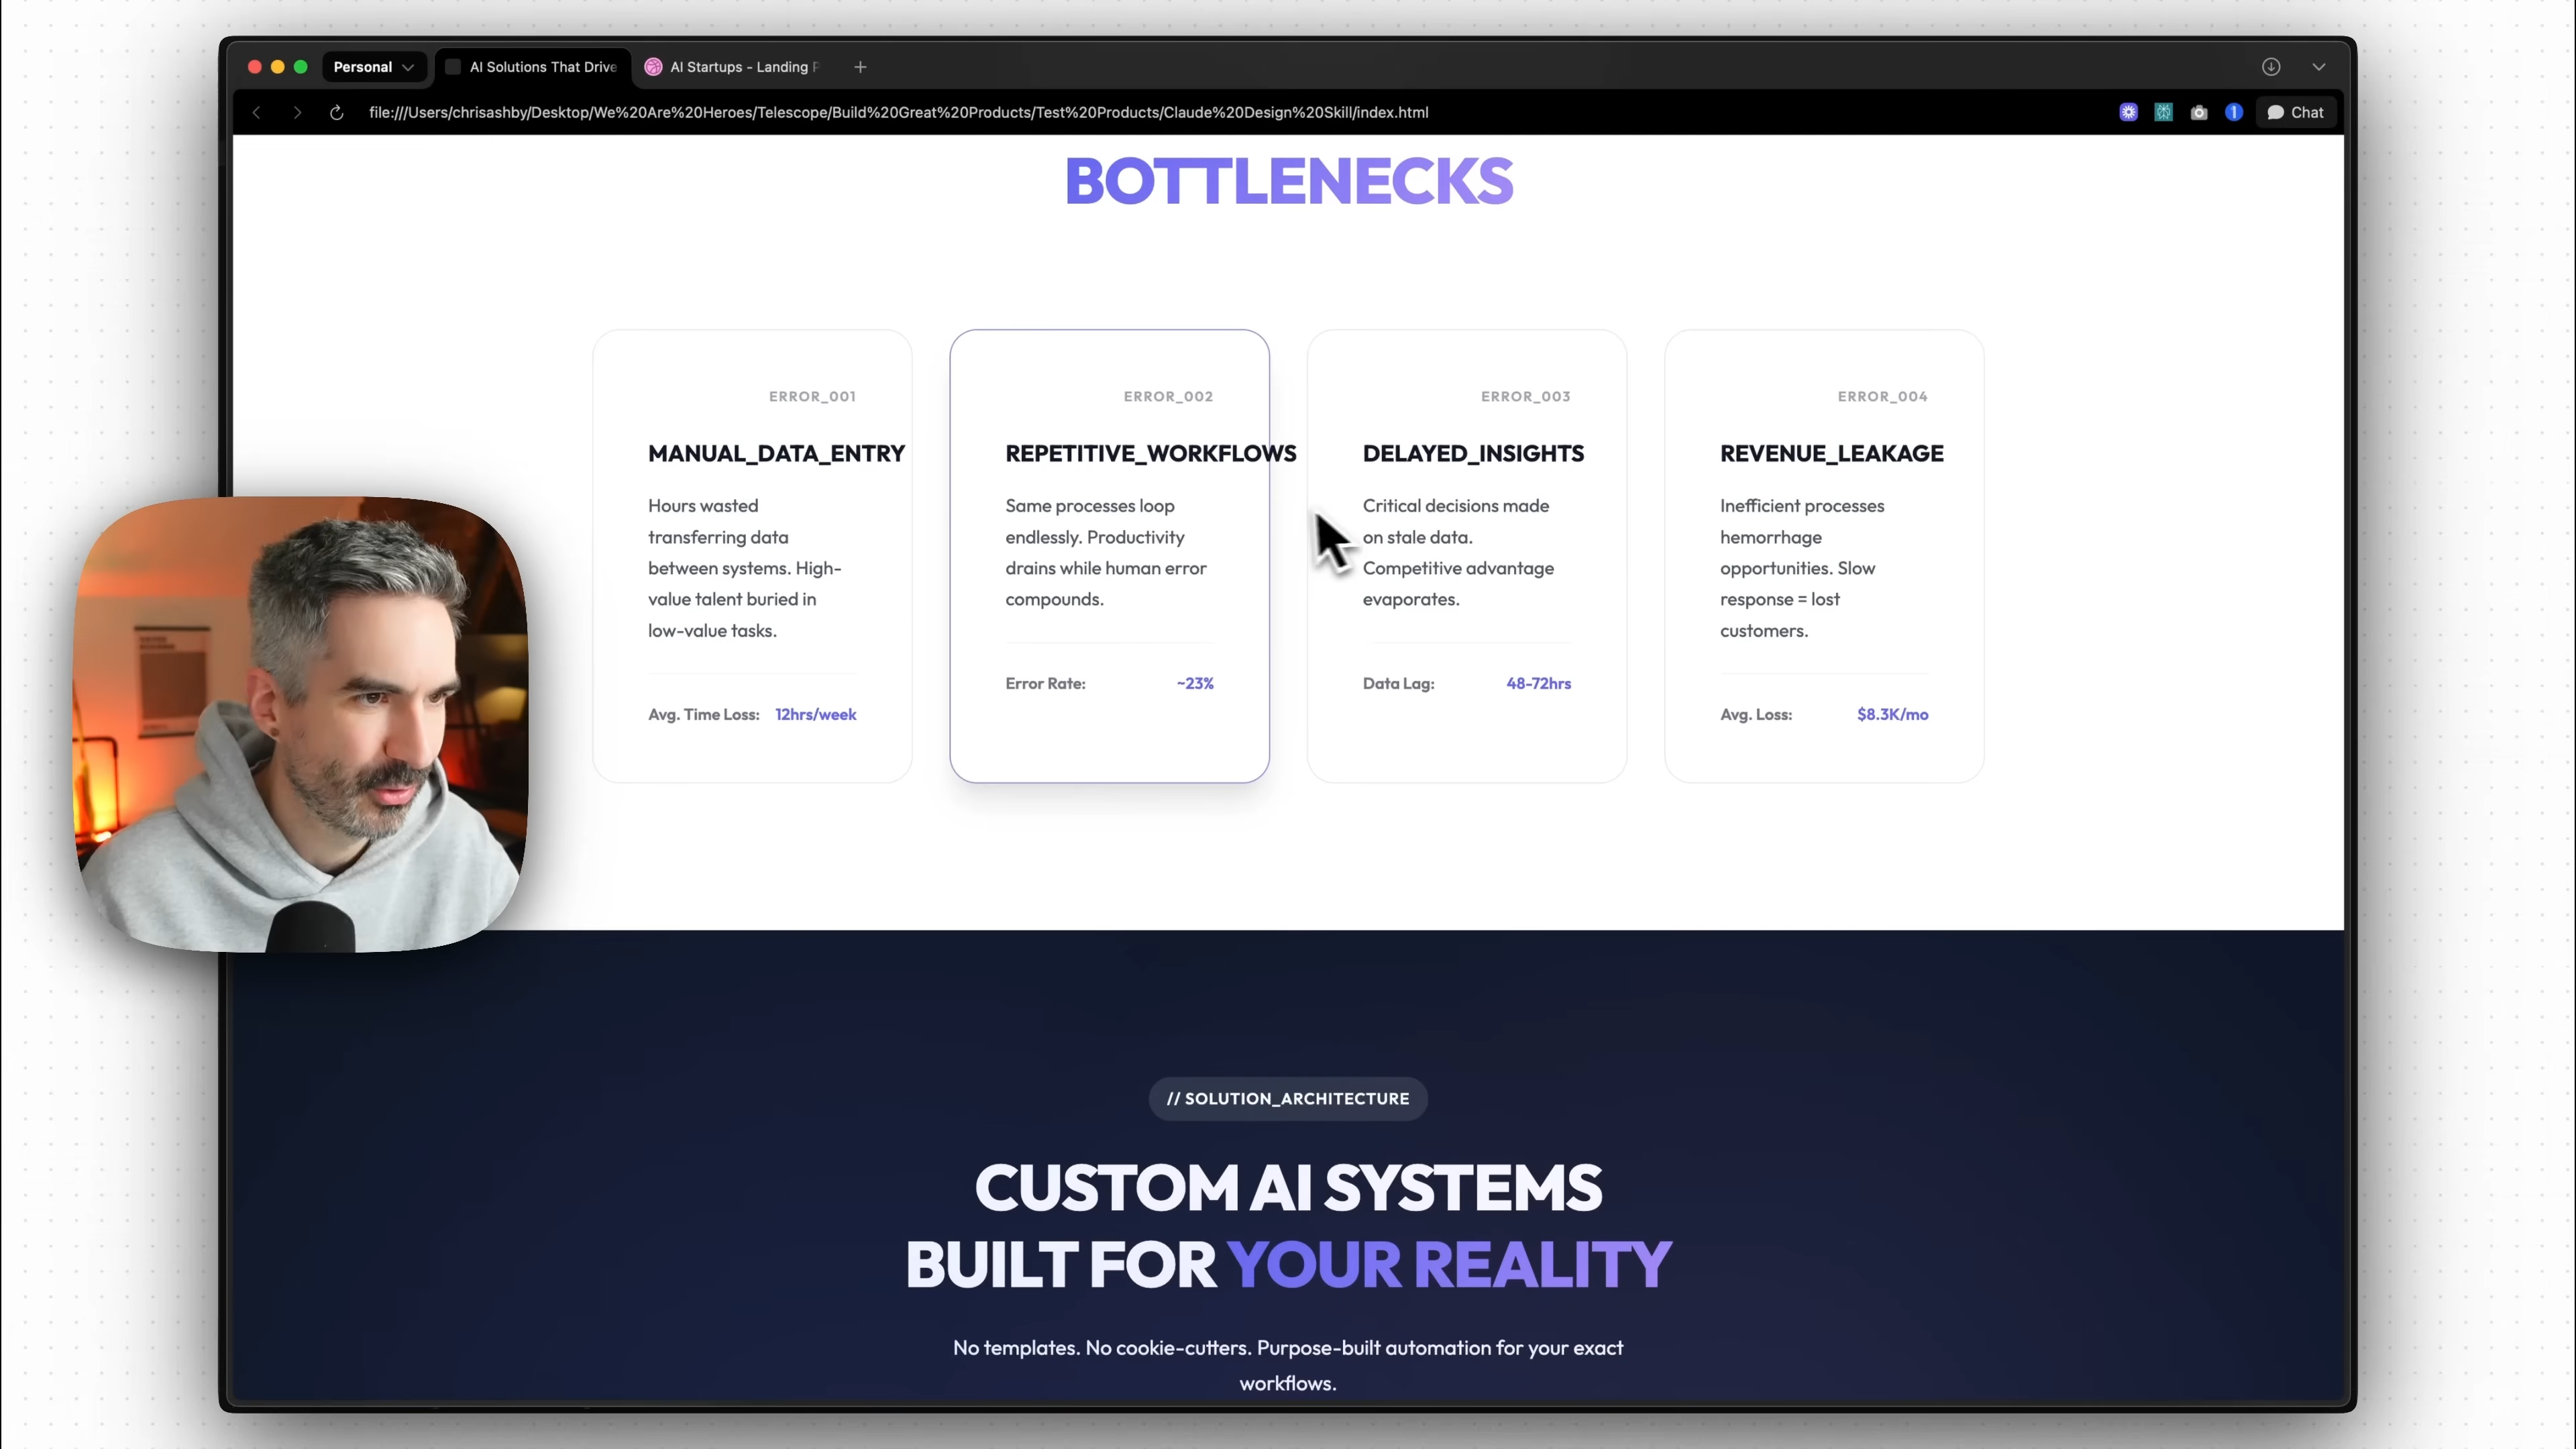 Personal
AI Solutions That Drive
AI Startups - Landing P
file:///Users/chrisashby/Desktop/We%20Are%20Heroes/Telescope/Build%20Great%20Products/Test%20Products/Claude%20Design%20Skill/index.html
1
Chat
BOTTLENECKS
ERROR_001
MANUAL_DATA_ENTRY
Hours wasted
transferring data
between systems. High-
value talent buried in
low-value tasks.
Avg. Time Loss: 12hrs/week
ERROR_002
REPETITIVE_WORKFLOWS
Same processes loop
endlessly. Productivity
drains while human error
compounds.
Error Rate: ~23%
ERROR_003
DELAYED_INSIGHTS
Critical decisions made
on stale data.
Competitive advantage
evaporates.
Data Lag: 48-72hrs
ERROR_004
REVENUE_LEAKAGE
Inefficient processes
hemorrhage
opportunities. Slow
response = lost
customers.
Avg. Loss: $8.3K/mo
// SOLUTION_ARCHITECTURE
CUSTOM AI SYSTEMS
BUILT FOR YOUR REALITY
No templates. No cookie-cutters. Purpose-built automation for your exact
workflows.